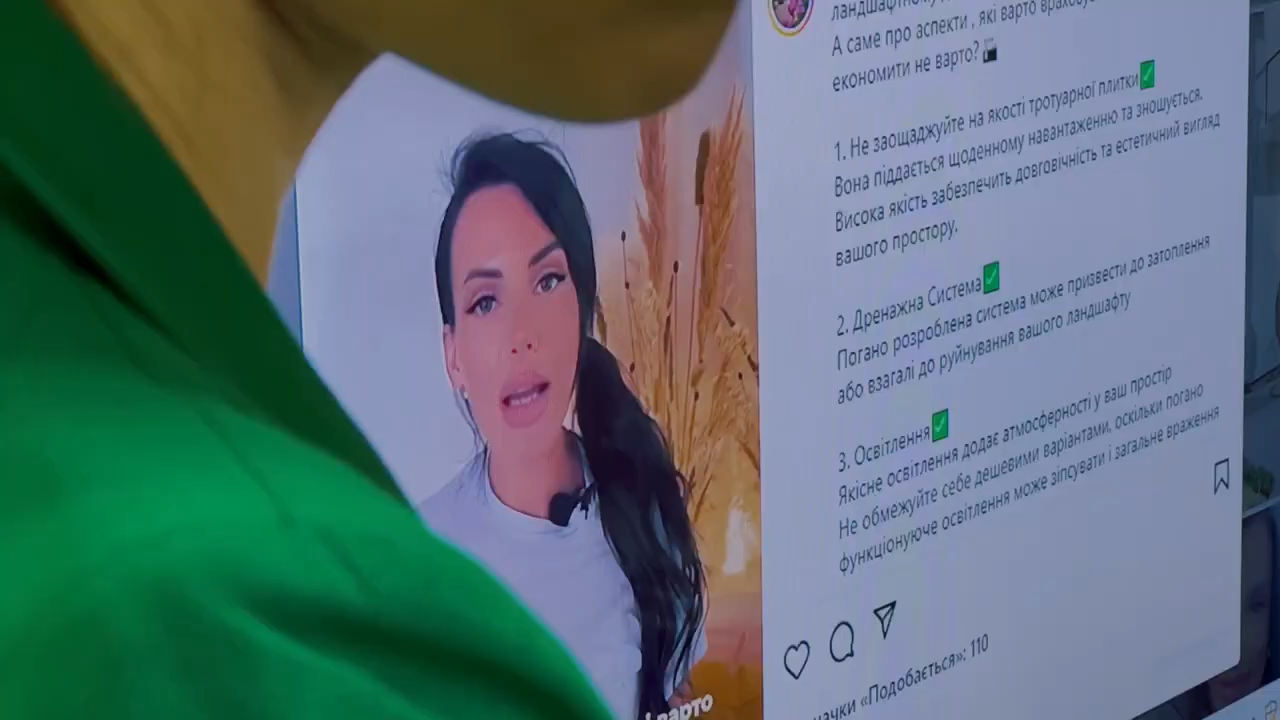 ландшафтному
А саме про аспекти , які варто
економити не варто?
1. Не заощаджуйте на якості тротуарної плитки✅
Вона піддається щоденному навантаженню та зношується.
Висока якість забезпечить довговічність та естетичний вигляд
вашого простору.
2. Дренажна Система✅
Погано розроблена система може призвести до затоплення
або взагалі до руйнування вашого ландшафту
3. Освітлення✅
Якісне освітлення додає атмосферності у ваш простір
Не обмежуйте себе дешевими варіантами, оскільки погано
функціонуюче освітлення може зіпсувати і загальне враження
«Подобається»: 110
варто